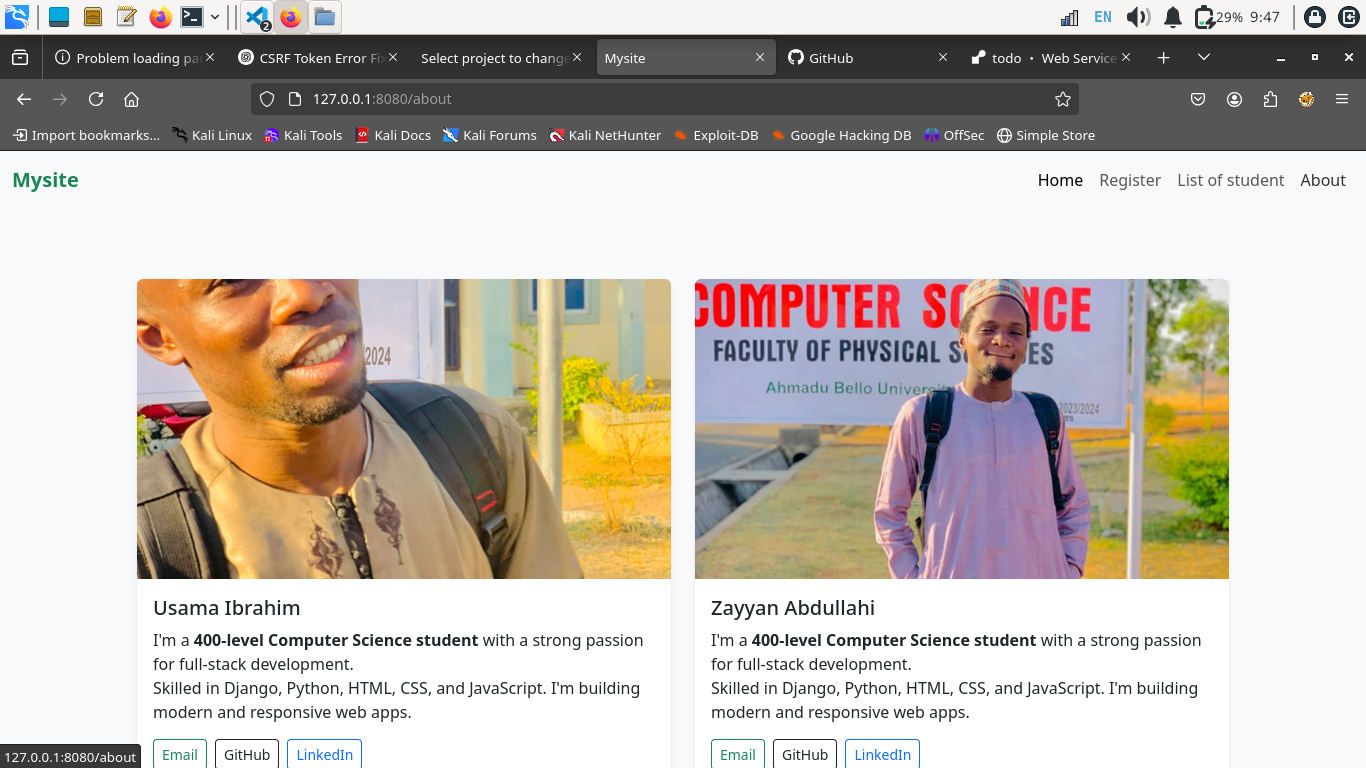 2
EN
29%
9:47
Problem loading pa
CSRF Token Error Fi
Select project to change
Mysite
GitHub
todo • Web Service
127.0.0.1:8080/about
Import bookmarks...
Kali Linux
Kali Tools
Kali Docs
Kali Forums
Kali NetHunter
Exploit-DB
Google Hacking DB
OffSec
Simple Store
Mysite
Home
Register
List of student
About
/2024
COMPUTER SC NCE
FACULTY OF PHYSICAL S ES
Ahmadu Bello Universit
2023/2024
Usama Ibrahim
I'm a 400-level Computer Science student with a strong passion
for full-stack development.
Skilled in Django, Python, HTML, CSS, and JavaScript. I'm building
modern and responsive web apps.
Email
GitHub
LinkedIn
Zayyan Abdullahi
I'm a 400-level Computer Science student with a strong passion
for full-stack development.
Skilled in Django, Python, HTML, CSS, and JavaScript. I'm building
modern and responsive web apps.
Email
GitHub
LinkedIn
127.0.0.1:8080/about